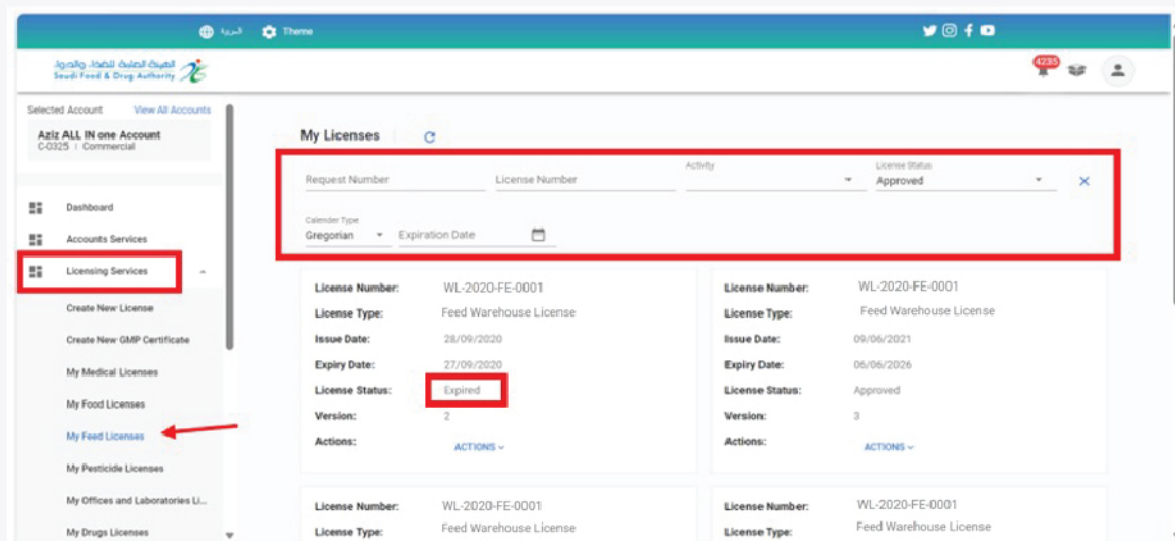 العربية Theme
الهيئة العامة للغذاء والدواء
Saudi Food & Drug Authority
4235
Selected Account View All Accounts
Aziz ALL IN one Account
C-0325 | Commercial
Dashboard
Accounts Services
Licensing Services
Create New License
Create New GMP Certificate
My Medical Licenses
My Food Licenses
My Feed Licenses
My Pesticide Licenses
My Offices and Laboratories Li...
My Drugs Licenses
My Licenses
Activity License Status
Request Number License Number Approved
Calender Type
Gregorian Expiration Date
License Number: WL-2020-FE-0001
License Type: Feed Warehouse License
Issue Date: 28/09/2020
Expiry Date: 27/09/2020
License Status: Expired
Version: 2
Actions: ACTIONS
License Number: WL-2020-FE-0001
License Type: Feed Warehouse License
Issue Date: 09/06/2021
Expiry Date: 06/06/2026
License Status: Approved
Version: 3
Actions: ACTIONS
License Number: WL-2020-FE-0001
License Type: Feed Warehouse License
License Number: WL-2020-FE-0001
License Type: Feed Warehouse License